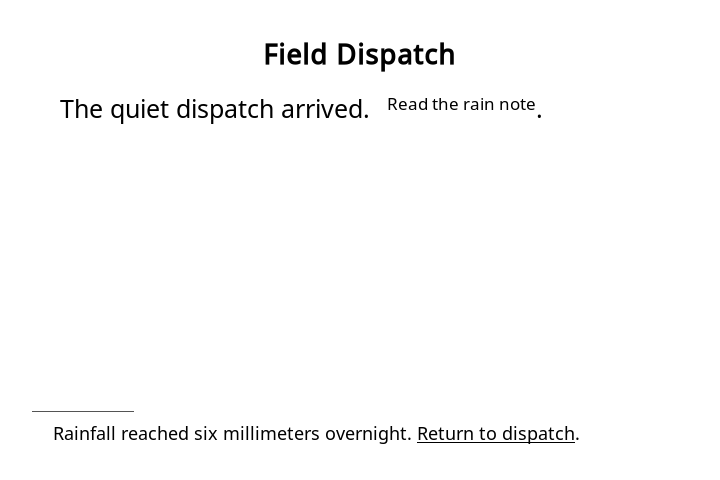 Field Dispatch
The quiet dispatch arrived. Read the rain note.
Rainfall reached six millimeters overnight. Return to dispatch.